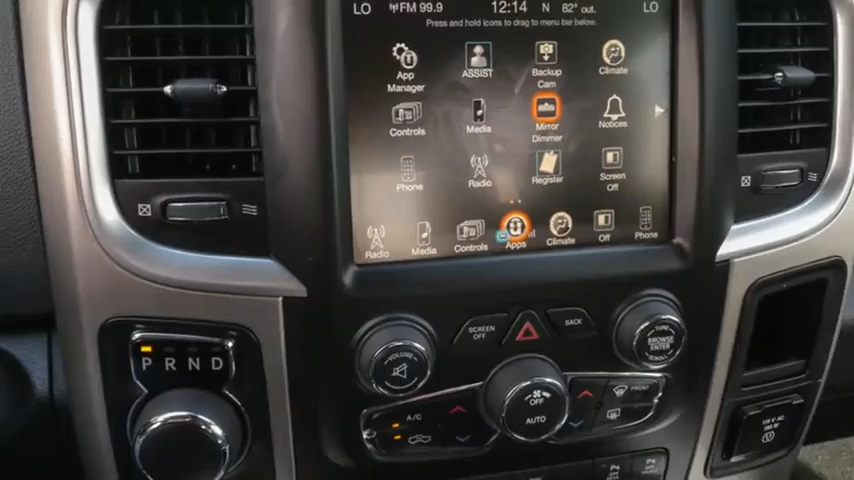 LO FM 99.9 12:14 N 82° out. LO
Press and hold icons to drag to menu bar below.
App Manager
ASSIST
Backup Cam
Climate
Controls
Media
Mirror Dimmer
Notices
Phone
Radio
Register
Screen Off
Radio Media Controls Apps Climate Off Phone
VOLUME
SCREEN OFF
BACK
TUNE
BROWSE
ENTER
SCROLL
P R N D
A/C
OFF
AUTO
FRONT
115 V AC